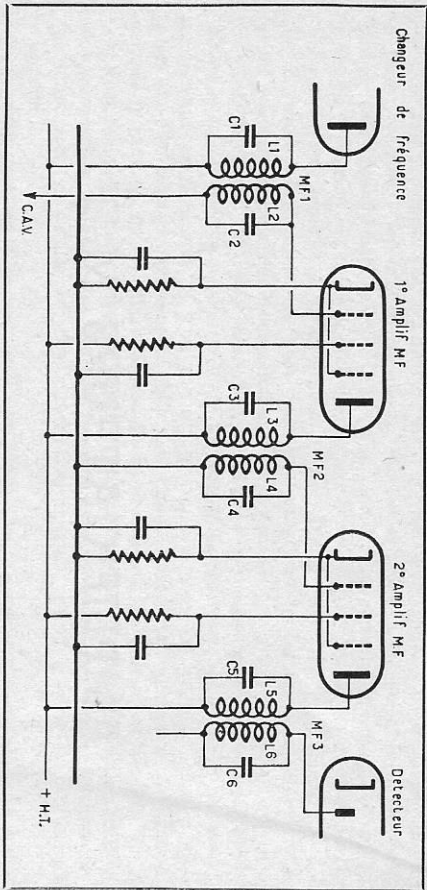 Changeur de fréquence
1° Amplif MF
2° Amplif M.F
Détecteur
C1
L1
MF1
L2
C2
C3
L3
MF2
L4
C4
C5
L5
MF3
L6
C6
C.A.V.
+ H.T.